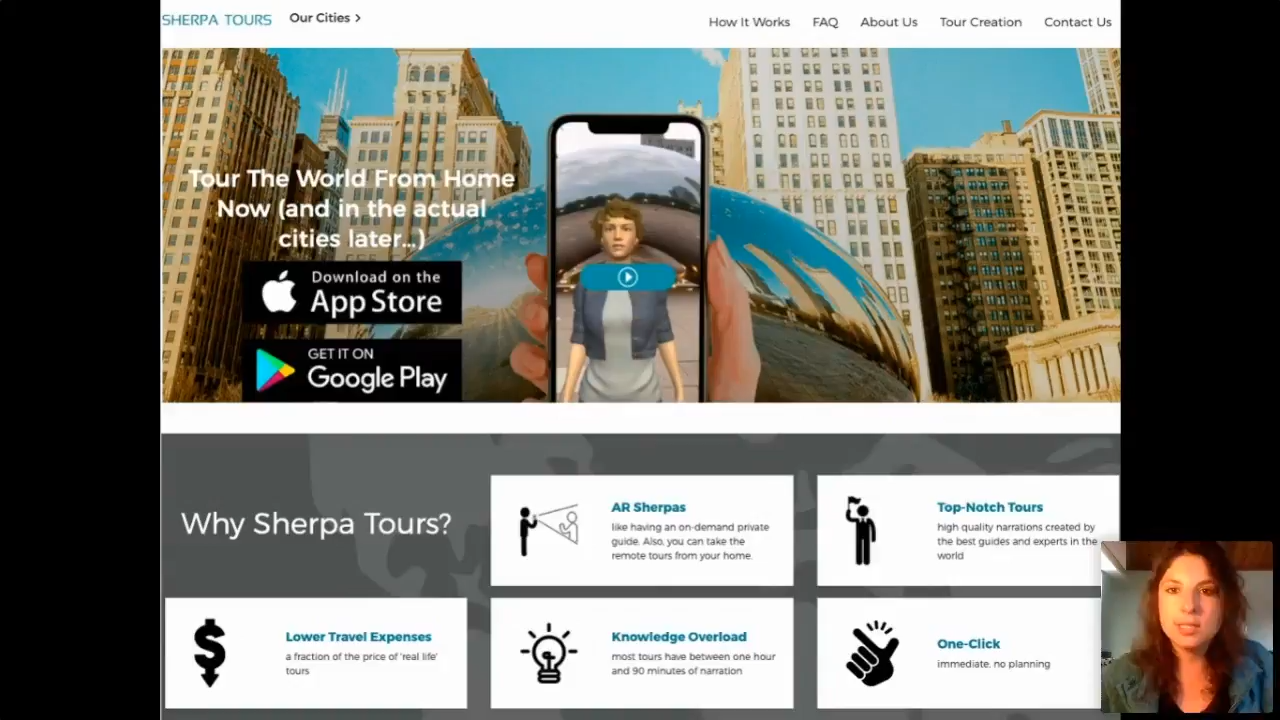 SHERPA TOURS
Our Cities >
How It Works
FAQ
About Us
Tour Creation
Contact Us
Tour The World From Home
Now (and in the actual
cities later...)
Download on the
App Store
GET IT ON
Google Play
Why Sherpa Tours?
AR Sherpas
like having an on-demand private
guide. Also, you can take the
remote tours from your home.
Top-Notch Tours
high quality narrations created by
the best guides and experts in the
world
Lower Travel Expenses
a fraction of the price of 'real life'
tours
Knowledge Overload
most tours have between one hour
and 90 minutes of narration
One-Click
immediate, no planning